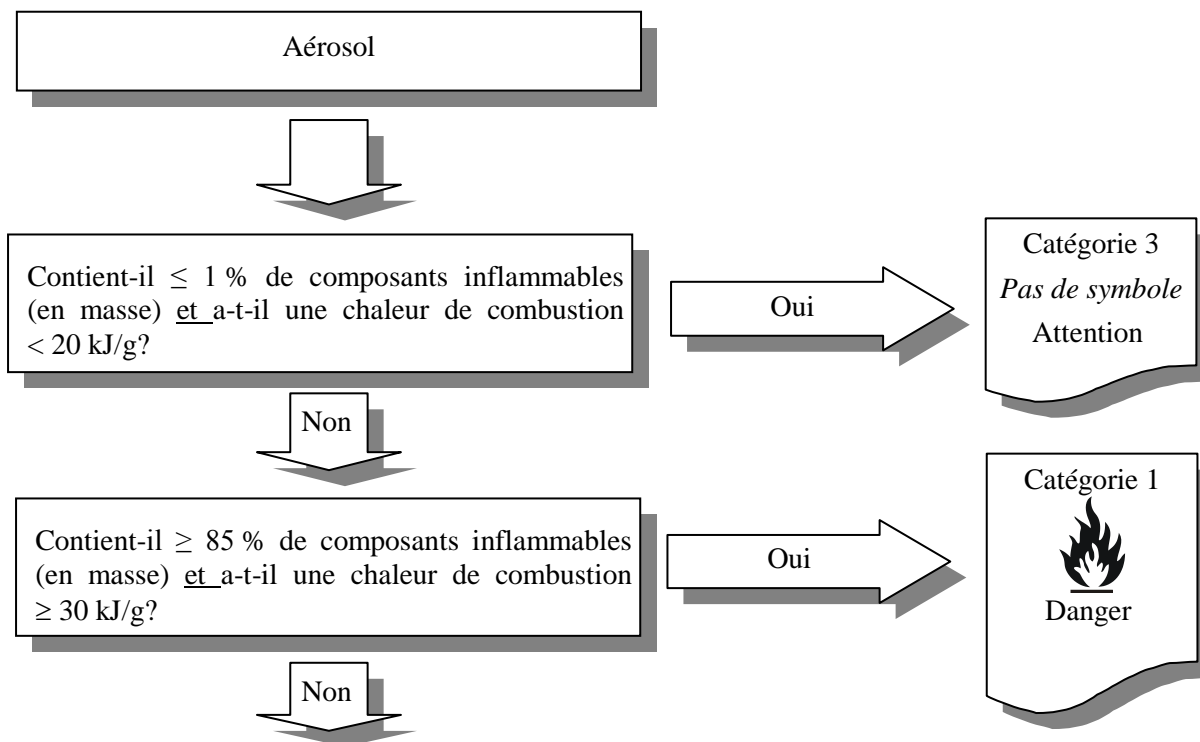 Aérosol
Contient-il ≤ 1 % de composants inflammables
(en masse) et a-t-il une chaleur de combustion
< 20 kJ/g?
Oui
Catégorie 3
Pas de symbole
Attention
Non
Contient-il ≥ 85 % de composants inflammables
(en masse) et a-t-il une chaleur de combustion
≥ 30 kJ/g?
Oui
Catégorie 1
Danger
Non